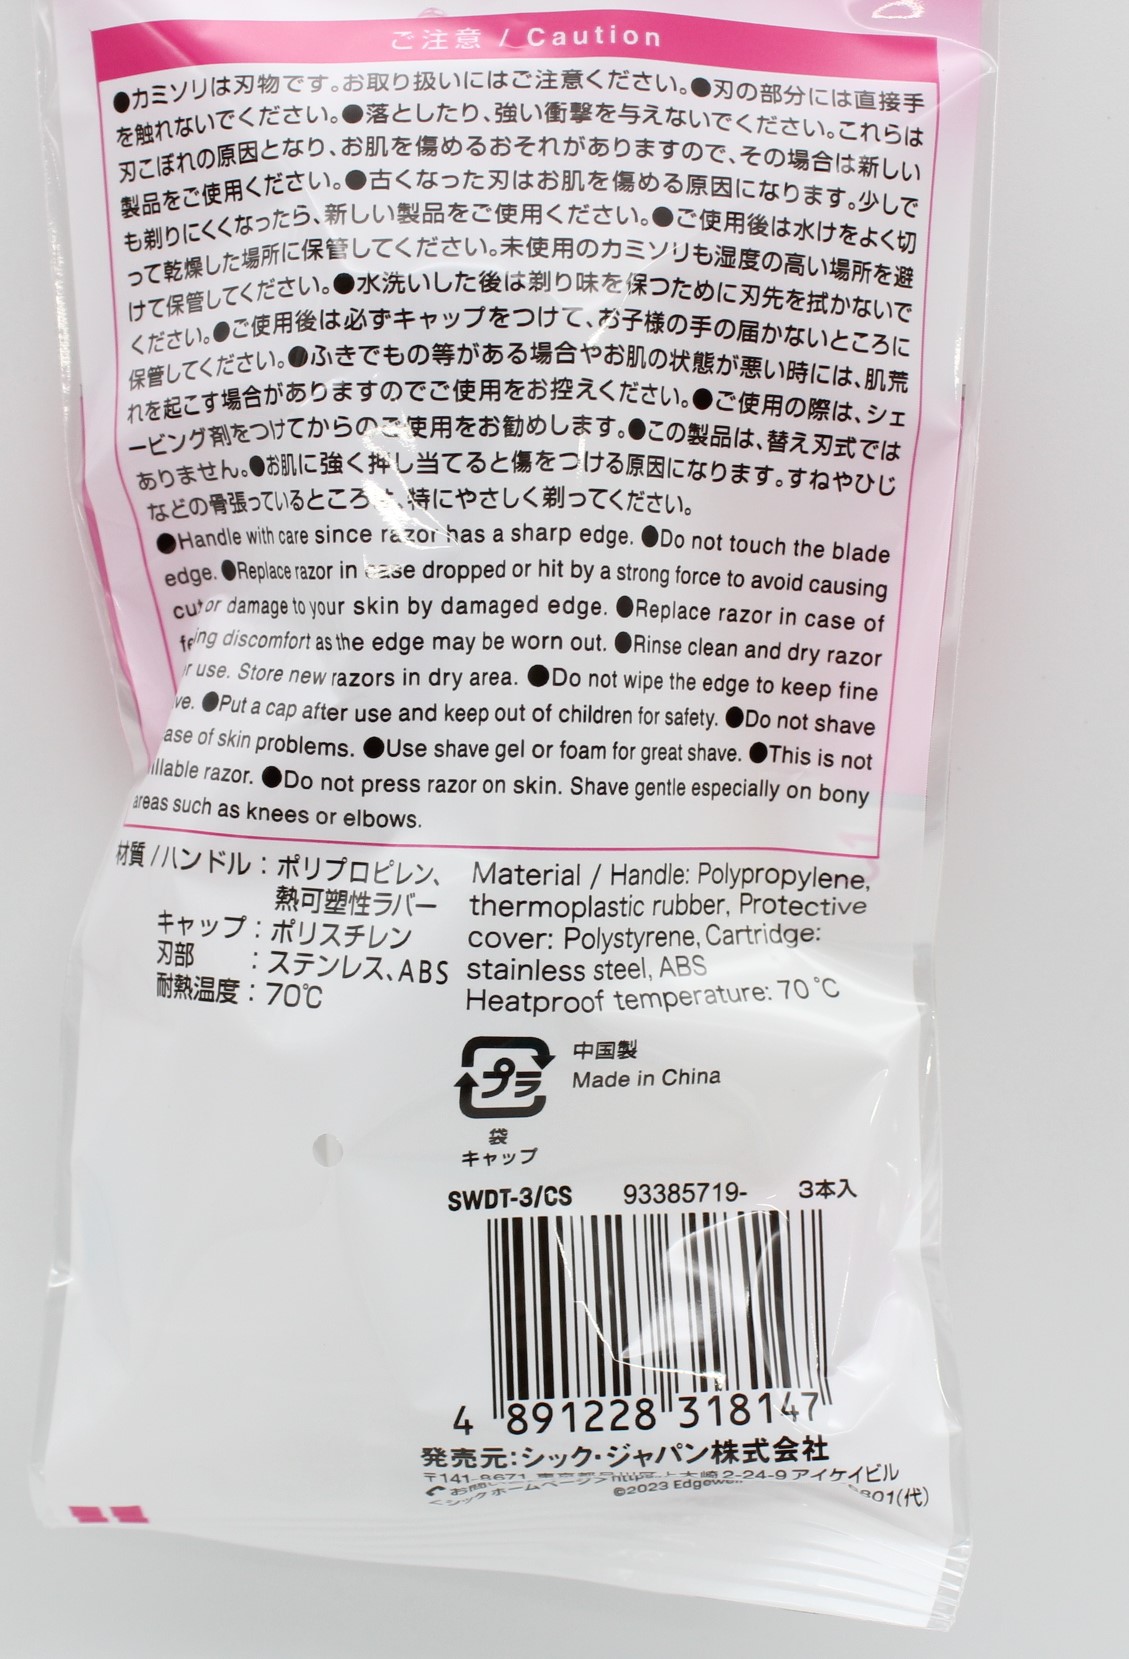 ご注意 / Caution
●カミソリは刃物です。お取り扱いにはご注意ください。●刃の部分には直接手
を触れないでください。●落としたり、強い衝撃を与えないでください。これらは
刃こぼれの原因となり、お肌を傷めるおそれがありますので、その場合は新しい
製品をご使用ください。●古くなった刃はお肌を傷める原因になります。少しで
も剃りにくくなったら、新しい製品をご使用ください。●ご使用後は水けをよく切
って乾燥した場所に保管してください。未使用のカミソリも湿度の高い場所を避
けて保管してください。●水洗いした後は剃り味を保つために刃先を拭かないで
ください。●ご使用後は必ずキャップをつけて、お子様の手の届かないところに
保管してください。●ふきでもの等がある場合やお肌の状態が悪い時には、肌荒
れを起こす場合がありますのでご使用をお控えください。●ご使用の際は、シェ
ービング剤をつけてからのご使用をお勧めします。●この製品は、替え刃式では
ありません。●お肌に強く押し当てると傷をつける原因になります。すねやひじ
などの骨張っているところ、特にやさしく剃ってください。
●Handle with care since razor has a sharp edge. ●Do not touch the blade
edge. ●Replace razor in case dropped or hit by a strong force to avoid causing
cut or damage to your skin by damaged edge. ●Replace razor in case of
discomfort as the edge may be worn out. ●Rinse clean and dry razor
use. Store new razors in dry area. ●Do not wipe the edge to keep fine
●Put a cap after use and keep out of children for safety. ●Do not shave
of skin problems. ●Use shave gel or foam for great shave. ●This is not
razor. ●Do not press razor on skin. Shave gentle especially on bony
areas such as knees or elbows.
材質/ハンドル:ポリプロピレン、
熱可塑性ラバー
キャップ:ポリスチレン
刃部:ステンレス、ABS
耐熱温度:70℃
Material / Handle: Polypropylene,
thermoplastic rubber, Protective
cover: Polystyrene, Cartridge:
stainless steel, ABS
Heatproof temperature: 70℃
プラ
中国製
Made in China
袋
キャップ
SWDT-3/CS 93385719- 3本入
4 891228 318147
発売元:シック・ジャパン株式会社
〒141-8671 2-24-9 アイケイビル
<シックホームページ> ©2023
(代)